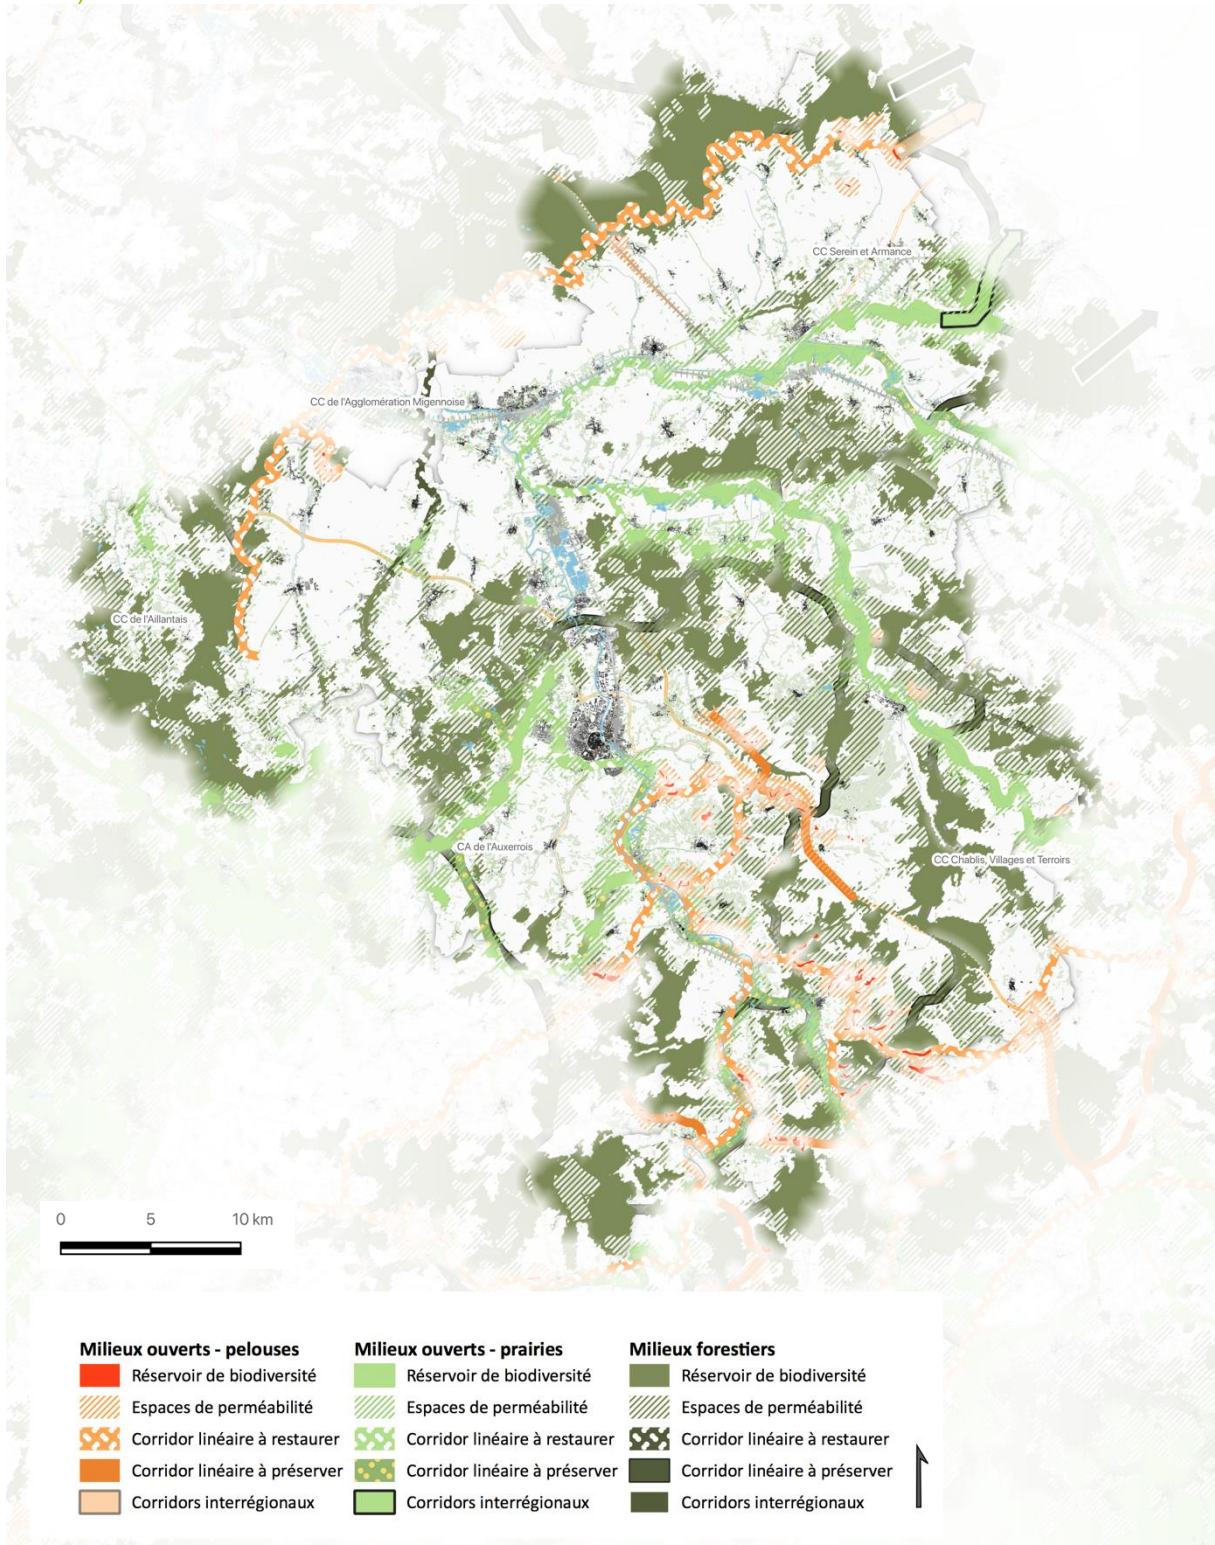 CC Serein et Armance
CC de l'Agglomération Migennoise
CC de l'Aillantais
CA de l'Auxerrois
CC Chablis, Villages et Terroirs
0 5 10 km
Milieux ouverts - pelouses
Réservoir de biodiversité
Espaces de perméabilité
Corridor linéaire à restaurer
Corridor linéaire à préserver
Corridors interrégionaux
Milieux ouverts - prairies
Réservoir de biodiversité
Espaces de perméabilité
Corridor linéaire à restaurer
Corridor linéaire à préserver
Corridors interrégionaux
Milieux forestiers
Réservoir de biodiversité
Espaces de perméabilité
Corridor linéaire à restaurer
Corridor linéaire à préserver
Corridors interrégionaux